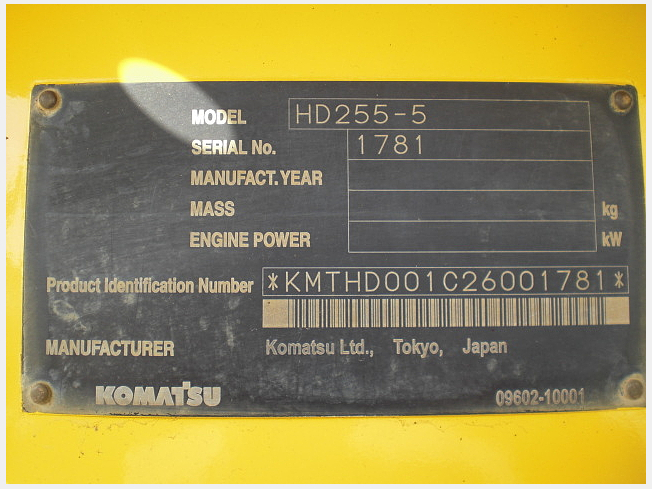 MODEL HD255-5
SERIAL No. 1781
MANUFACT. YEAR
MASS kg
ENGINE POWER kW
Product Identification Number *KMTHD001C26001781*
MANUFACTURER Komatsu Ltd., Tokyo, Japan
KOMATSU 09602-10001